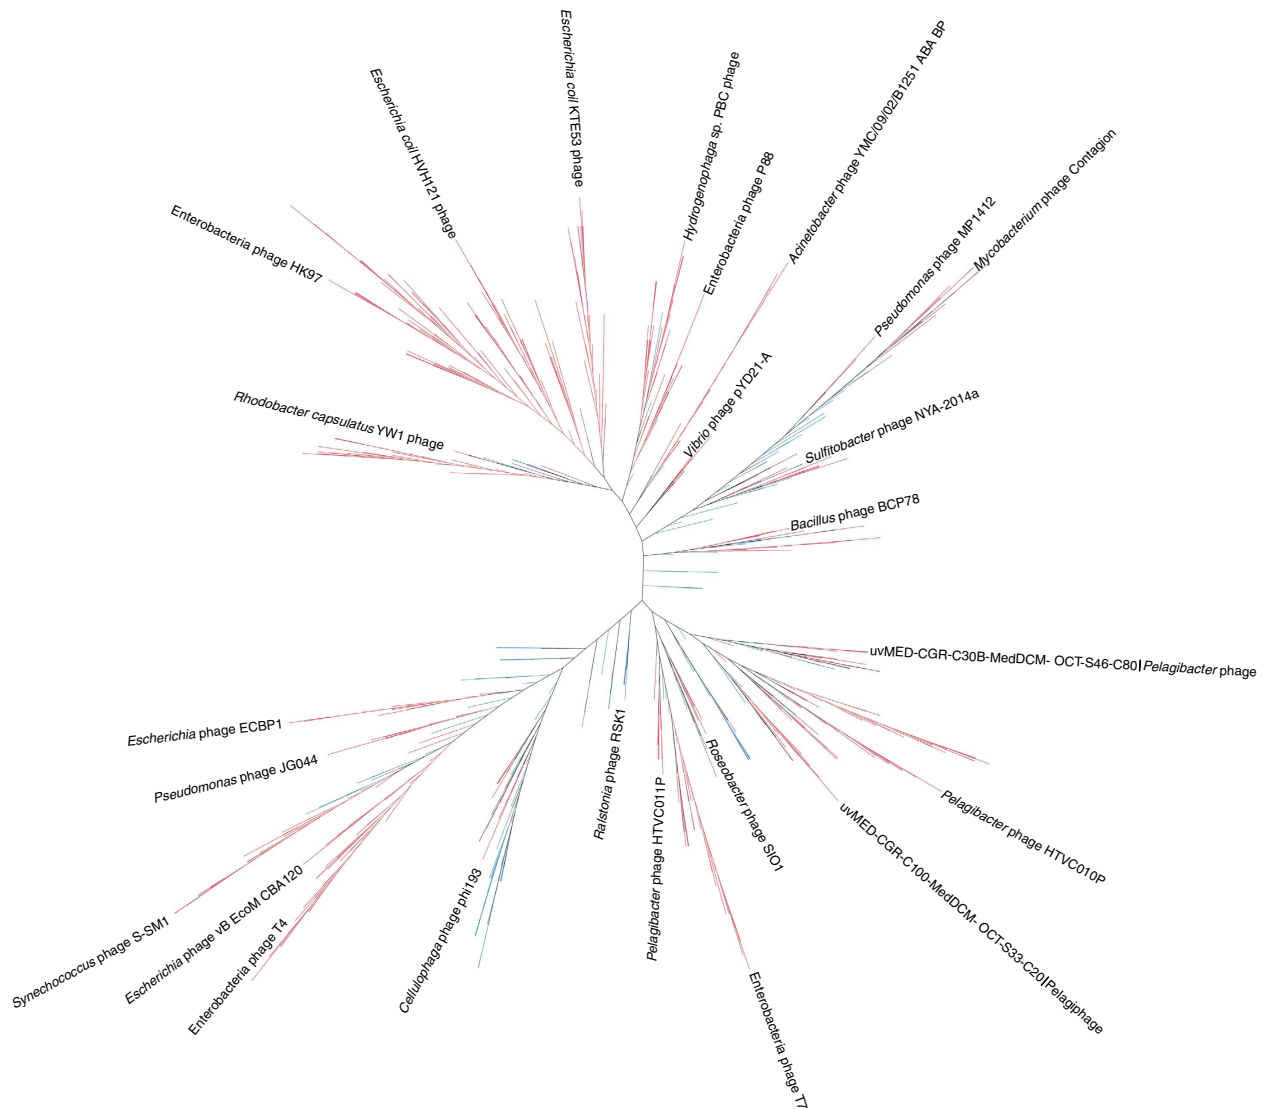 Escherichia coil KTE53 phage
Escherichia coil HVH121 phage
Enterobacteria phage HK97
Rhodobacter capsulatus YW1 phage
Hydrogenophaga sp. PBC phage
Enterobacteria phage P88
Acinetobacter phage YMC/09/02/B1251 ABA BP
Vibrio phage pYD21-A
Pseudomonas phage MP1412
Mycobacterium phage Contagion
Sulfitobacter phage NYA-2014a
Bacillus phage BCP78
uvMED-CGR-C30B-MedDCM- OCT-S46-C80|Pelagibacter phage
Pelagibacter phage HTVC010P
uvMED-CGR-C100-MedDCM- OCT-S33-C20|Pelagiphage
Roseobacter phage SIO1
Enterobacteria phage T7
Pelagibacter phage HTVC011P
Ralstonia phage RSK1
Cellulophaga phage phi193
Enterobacteria phage T4
Escherichia phage vB EcoM CBA120
Synechococcus phage S-SM1
Pseudomonas phage JG044
Escherichia phage ECBP1